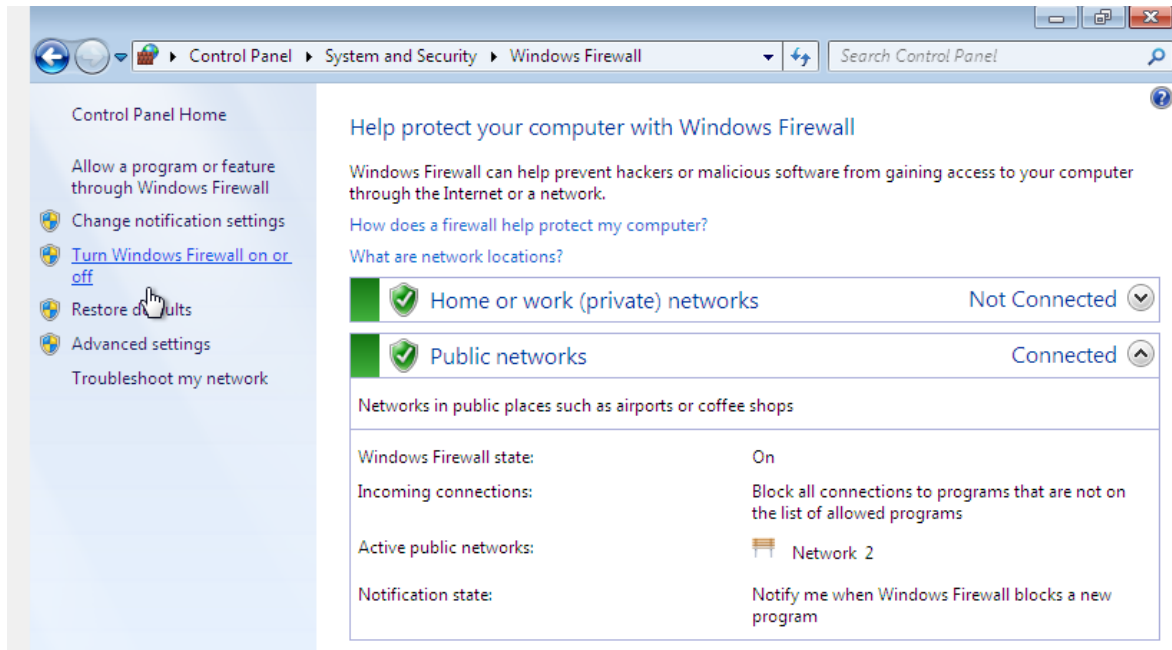 Control Panel ▸ System and Security ▸ Windows Firewall
Search Control Panel
Control Panel Home
Allow a program or feature
through Windows Firewall
Change notification settings
Turn Windows Firewall on or
off
Restore defaults
Advanced settings
Troubleshoot my network
Help protect your computer with Windows Firewall
Windows Firewall can help prevent hackers or malicious software from gaining access to your computer
through the Internet or a network.
How does a firewall help protect my computer?
What are network locations?
Home or work (private) networks Not Connected
Public networks Connected
Networks in public places such as airports or coffee shops
Windows Firewall state: On
Incoming connections: Block all connections to programs that are not on
the list of allowed programs
Active public networks: Network 2
Notification state: Notify me when Windows Firewall blocks a new
program